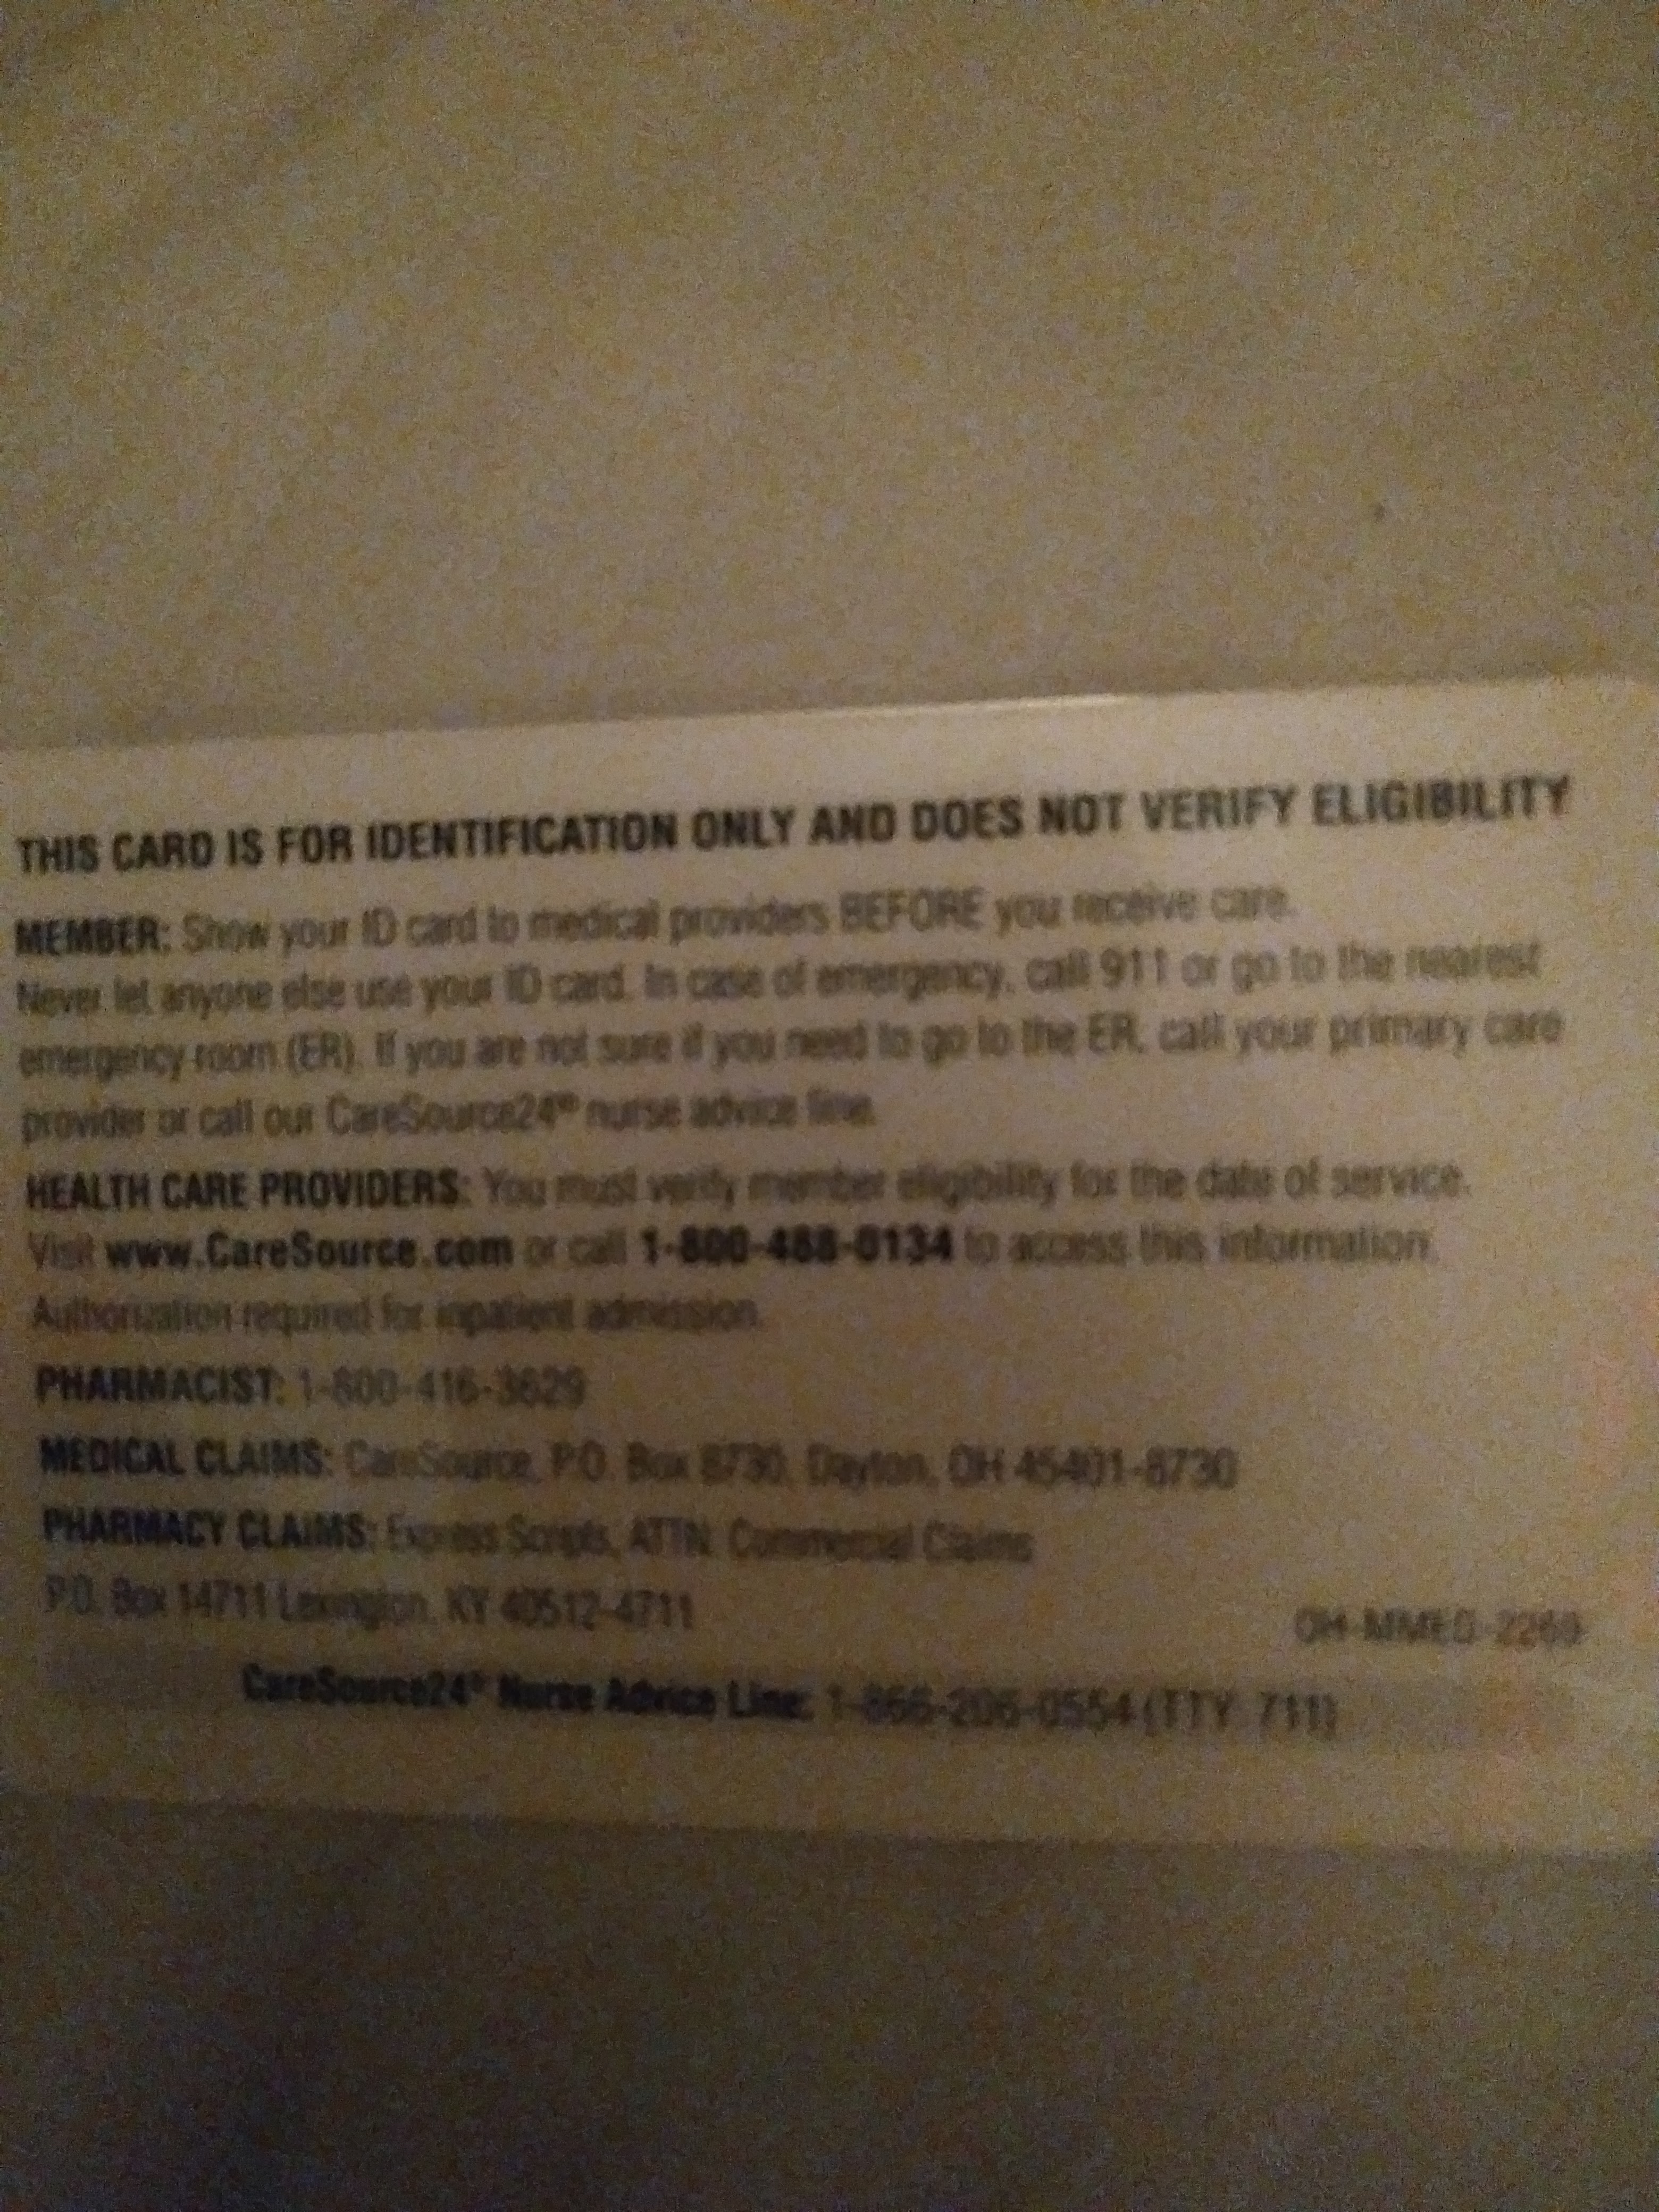 THIS CARD IS FOR IDENTIFICATION ONLY AND DOES NOT VERIFY ELIGIBILITY
MEMBER: Show your ID card to medical providers BEFORE you receive care.
Never let anyone else use your ID card. In case of emergency, call 911 or go to the nearest
emergency room (ER). If you are not sure if you need to go to the ER, call your primary care
provider or call our CareSource24® nurse advice line.
HEALTH CARE PROVIDERS: You must verify member eligibility for the date of service.
Visit www.CareSource.com or call 1-800-488-0134 to access this information.
Authorization required for inpatient admission.
PHARMACIST: 1-800-416-3629
MEDICAL CLAIMS: CareSource, P.O. Box 8730, Dayton, OH 45401-8730
PHARMACY CLAIMS: Express Scripts, ATTN: Commercial Claims
P.O. Box 14711 Lexington, KY 40512-4711
CareSource24® Nurse Advice Line: 1-866-206-0554 (TTY: 711)